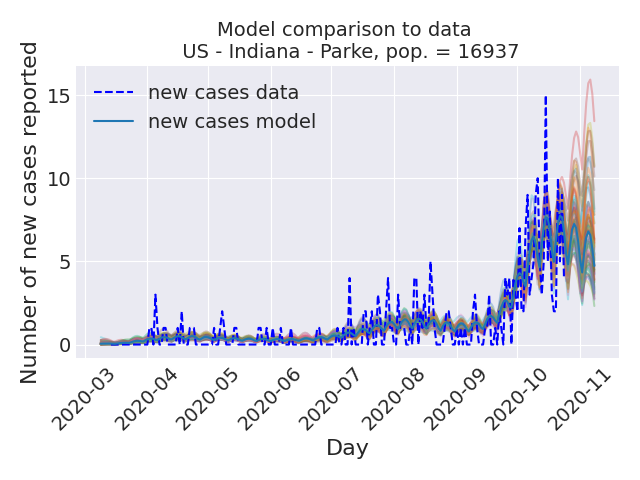 Model comparison to data
US - Indiana - Parke, pop. = 16937
new cases data
new cases model
Number of new cases reported
15
10
5
0
2020-03
2020-04
2020-05
2020-06
2020-07
2020-08
2020-09
2020-10
2020-11
Day